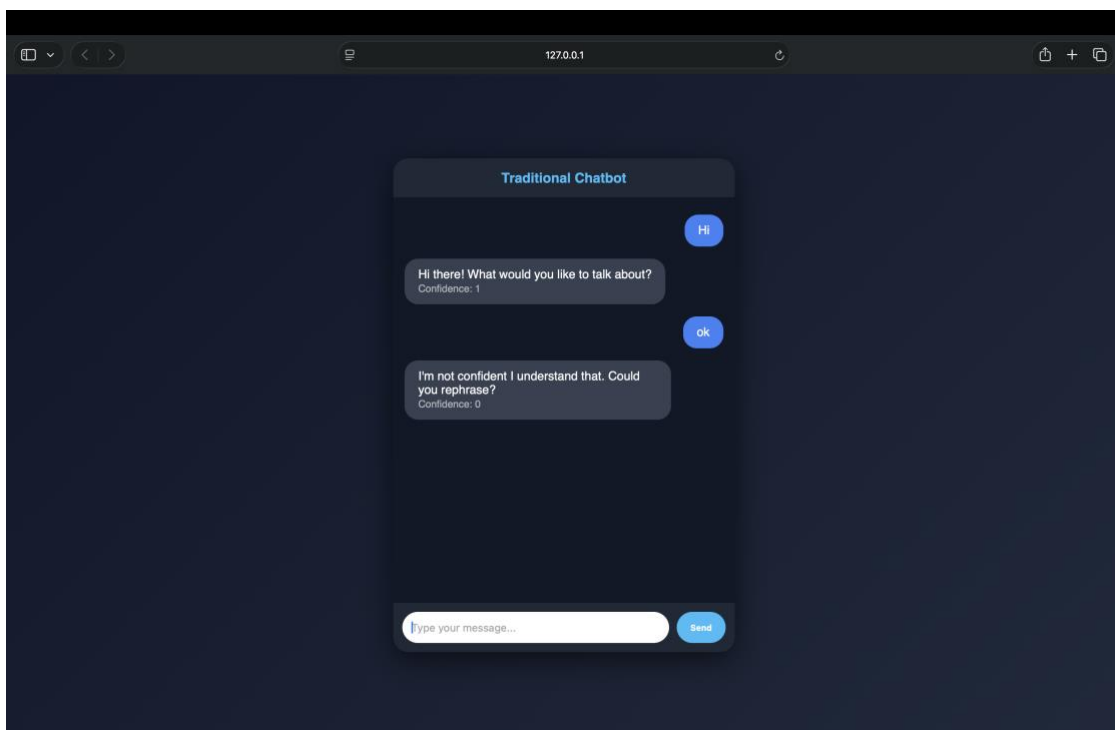 127.0.0.1
Traditional Chatbot
Hi
Hi there! What would you like to talk about?
Confidence: 1
ok
I'm not confident I understand that. Could
you rephrase?
Confidence: 0
Type your message...
Send